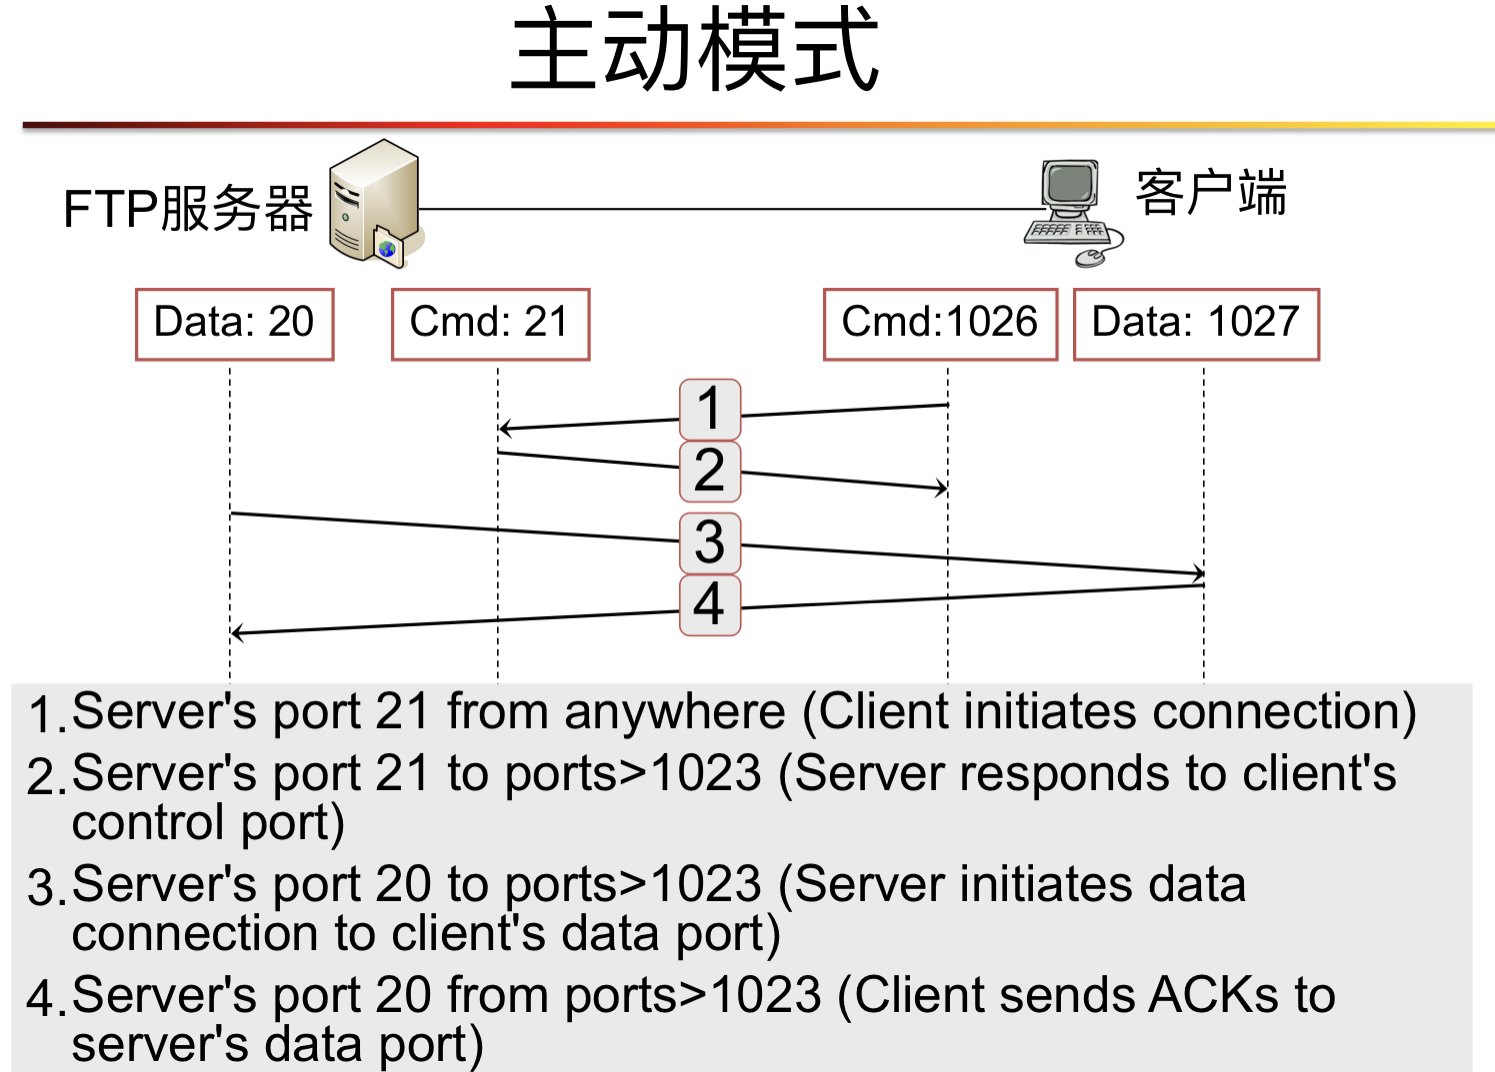 主动模式
FTP服务器
客户端
Data: 20
Cmd: 21
Cmd:1026
Data: 1027
1
2
3
4
1.Server's port 21 from anywhere (Client initiates connection)
2.Server's port 21 to ports>1023 (Server responds to client's
control port)
3.Server's port 20 to ports>1023 (Server initiates data
connection to client's data port)
4.Server's port 20 from ports>1023 (Client sends ACKs to
server's data port)